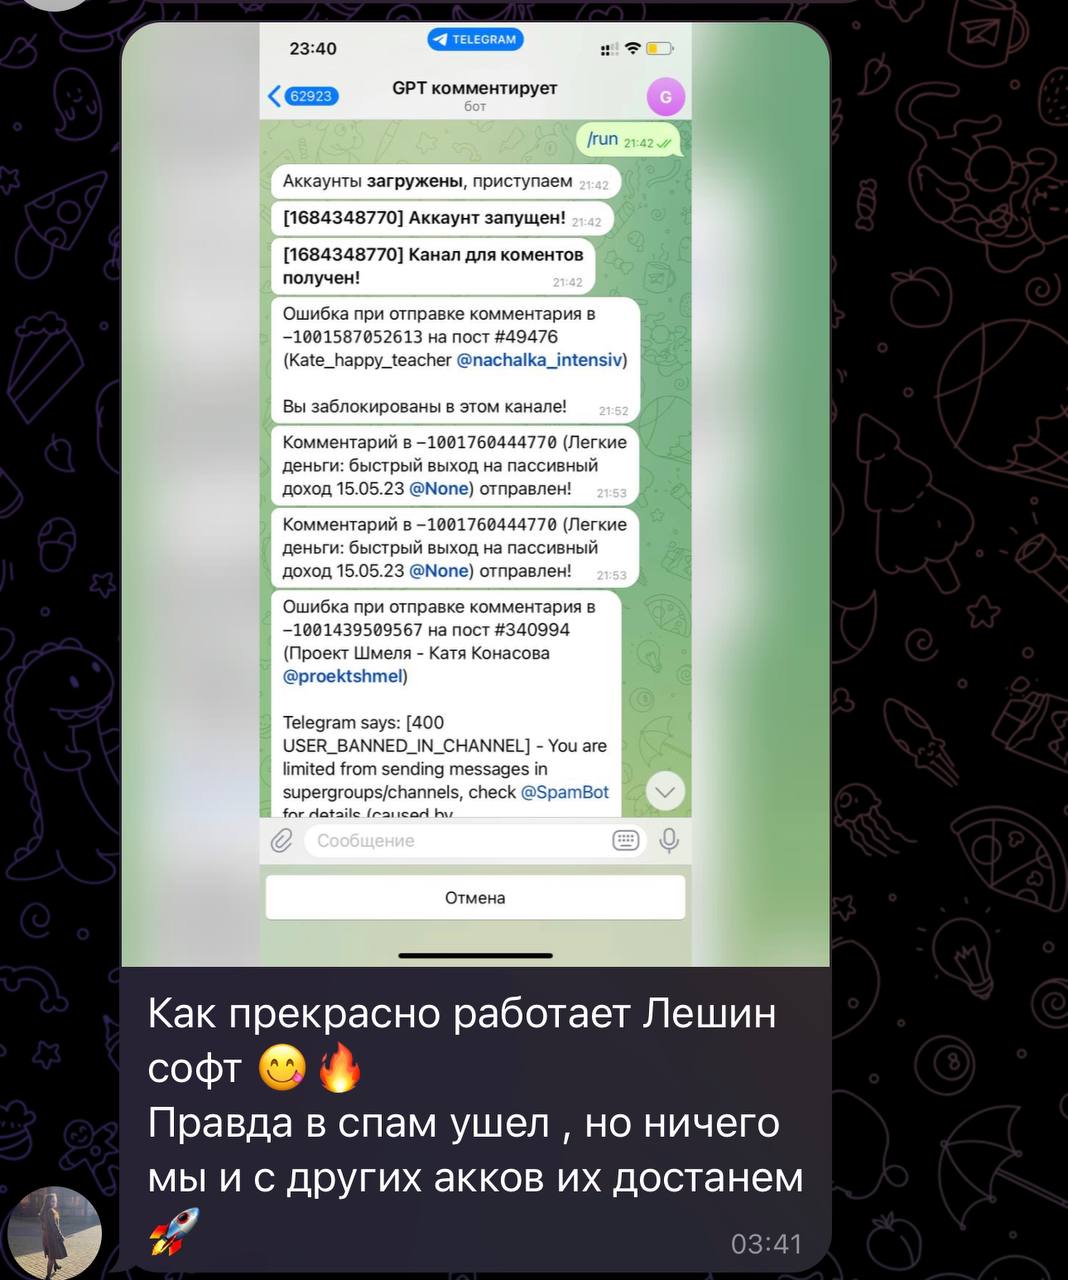 23:40
TELEGRAM
62923
GPT комментирует
бот
/run 21:42
Аккаунты загружены, приступаем 21:42
[1684348770] Аккаунт запущен! 21:42
[1684348770] Канал для коментов
получен! 21:42
Ошибка при отправке комментария в
–1001587052613 на пост #49476
(Kate_happy_teacher @nachalka_intensiv)
Вы заблокированы в этом канале! 21:52
Комментарий в –1001760444770 (Легкие
деньги: быстрый выход на пассивный
доход 15.05.23 @None) отправлен! 21:53
Комментарий в –1001760444770 (Легкие
деньги: быстрый выход на пассивный
доход 15.05.23 @None) отправлен! 21:53
Ошибка при отправке комментария в
–1001439509567 на пост #340994
(Проект Шмеля - Катя Конасова
@proektshmel)
Telegram says: [400
USER_BANNED_IN_CHANNEL] - You are
limited from sending messages in
supergroups/channels, check @SpamBot
for details (caused by
Сообщение
Отмена
Как прекрасно работает Лешин
софт 😋🔥
Правда в спам ушел , но ничего
мы и с других акков их достанем
🚀 03:41